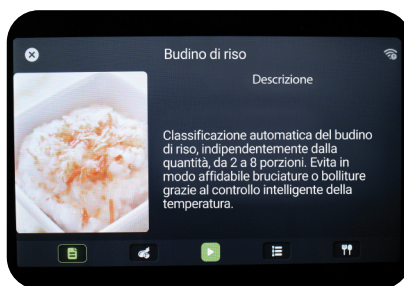 Budino di riso
Descrizione
Classificazione automatica del budino
di riso, indipendentemente dalla
quantità, da 2 a 8 porzioni. Evita in
modo affidabile bruciature o bolliture
grazie al controllo intelligente della
temperatura.